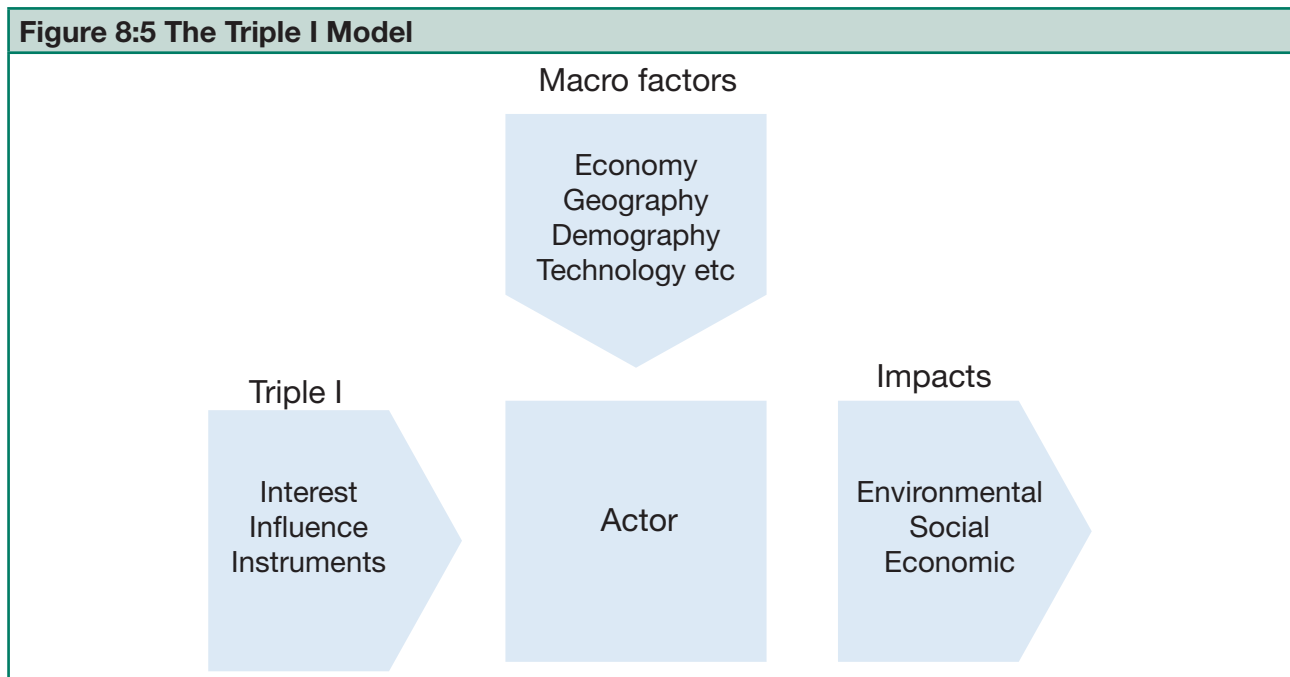 Figure 8:5 The Triple I Model
Macro factors
Economy
Geography
Demography
Technology etc
Triple I
Interest
Influence
Instruments
Actor
Impacts
Environmental
Social
Economic